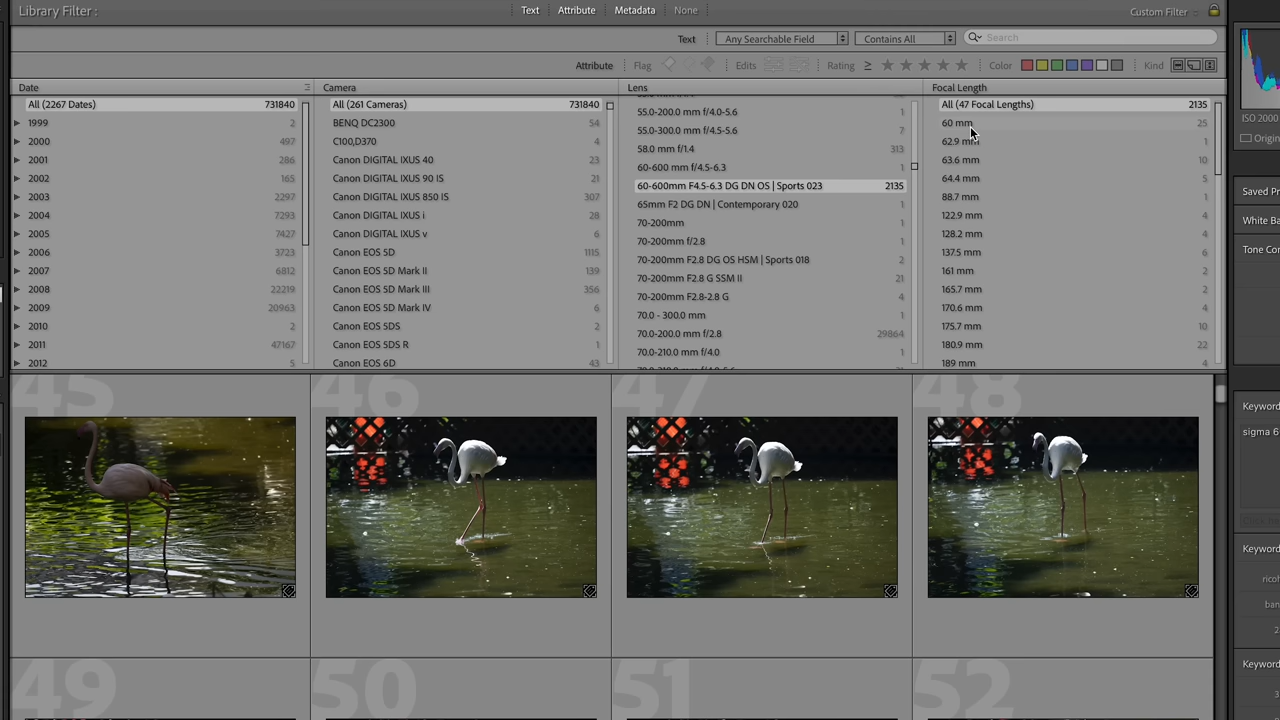 Library Filter :
Text Attribute Metadata None
Custom Filter
Text Any Searchable Field Contains All Search
Attribute Flag Edits Rating ≥ Color Kind
Date
All (2267 Dates) 731840
1999 2
2000 497
2001 286
2002 165
2003 2297
2004 7293
2005 7427
2006 3723
2007 6812
2008 22219
2009 20963
2010 2
2011 47167
2012 5
Camera
All (261 Cameras) 731840
BENQ DC2300 54
C100,D370 4
Canon DIGITAL IXUS 40 23
Canon DIGITAL IXUS 90 IS 21
Canon DIGITAL IXUS 850 IS 307
Canon DIGITAL IXUS i 28
Canon DIGITAL IXUS v 6
Canon EOS 5D 1115
Canon EOS 5D Mark II 139
Canon EOS 5D Mark III 356
Canon EOS 5D Mark IV 6
Canon EOS 5DS 2
Canon EOS 5DS R 1
Canon EOS 6D 43
Lens
55.0-200.0 mm f/4.0-5.6 1
55.0-300.0 mm f/4.5-5.6 7
58.0 mm f/1.4 313
60-600 mm f/4.5-6.3 1
60-600mm F4.5-6.3 DG DN OS | Sports 023 2135
65mm F2 DG DN | Contemporary 020 1
70-200mm 1
70-200mm f/2.8 1
70-200mm F2.8 DG OS HSM | Sports 018 2
70-200mm F2.8 G SSM II 21
70-200mm F2.8-2.8 G 4
70.0 - 300.0 mm 1
70.0-200.0 mm f/2.8 29864
70.0-210.0 mm f/4.0 1
Focal Length
All (47 Focal Lengths) 2135
60 mm 25
62.9 mm 1
63.6 mm 10
64.4 mm 5
88.7 mm 1
122.9 mm 4
128.2 mm 4
137.5 mm 6
161 mm 2
165.7 mm 2
170.6 mm 4
175.7 mm 10
180.9 mm 22
189 mm 4
ISO 2000
Origin
Saved Pr
White Ba
Tone Cor
Keyword
sigma 6
Keywor
ricoh
ban
2
Keywor
3
45 46 47 48
49 50 51 52